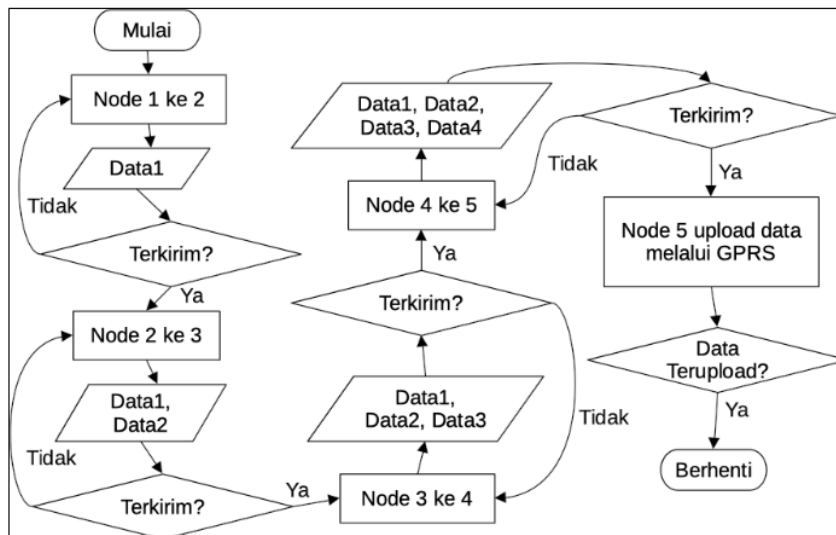 Mulai
Node 1 ke 2
Data1
Tidak
Terkirim?
Ya
Node 2 ke 3
Data1,
Data2
Tidak
Terkirim?
Ya
Node 3 ke 4
Data1,
Data2, Data3
Tidak
Terkirim?
Ya
Node 4 ke 5
Data1, Data2,
Data3, Data4
Tidak
Terkirim?
Ya
Node 5 upload data
melalui GPRS
Data
Terupload?
Ya
Berhenti